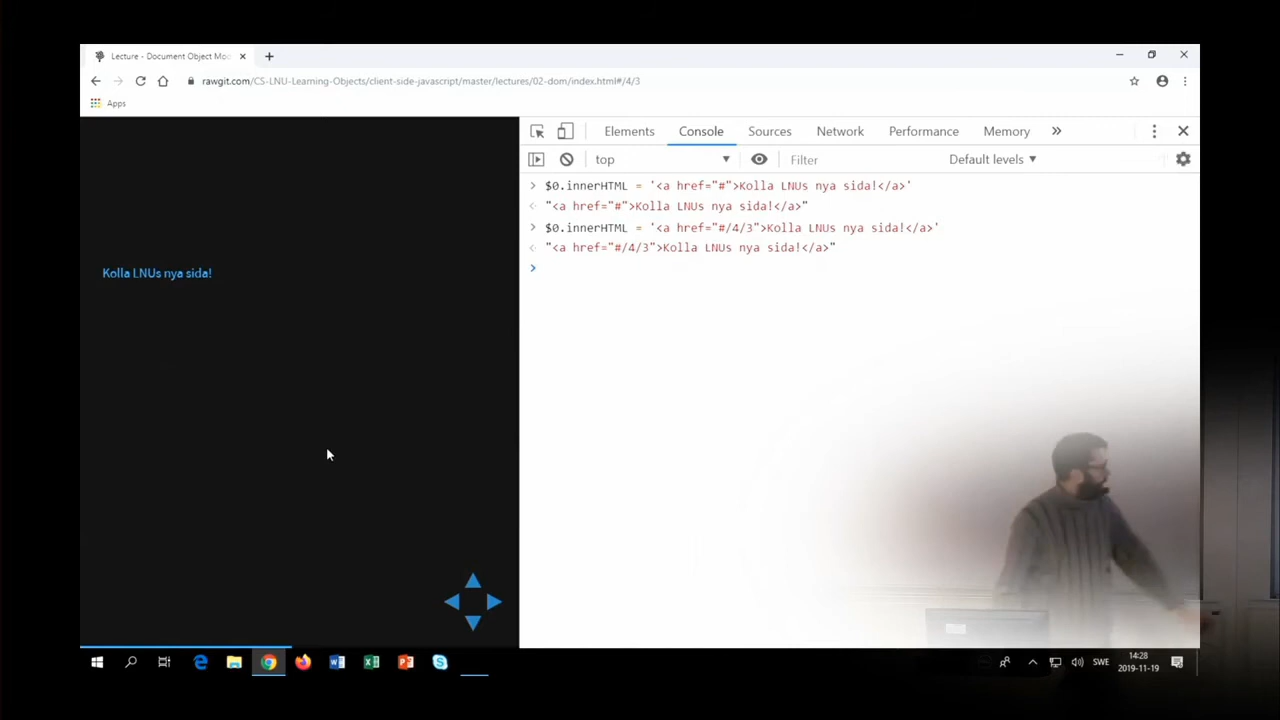 Lecture - Document Object Mod
rawgit.com/CS-LNU-Learning-Objects/client-side-javascript/master/lectures/02-dom/index.html#/4/3
Apps
Elements Console Sources Network Performance Memory
top Filter Default levels
$0.innerHTML = '<a href="#">Kolla LNUs nya sida!</a>'
"<a href="#">Kolla LNUs nya sida!</a>"
$0.innerHTML = '<a href="#/4/3">Kolla LNUs nya sida!</a>'
"<a href="#/4/3">Kolla LNUs nya sida!</a>"
Kolla LNUs nya sida!
SWE
14:28
2019-11-19